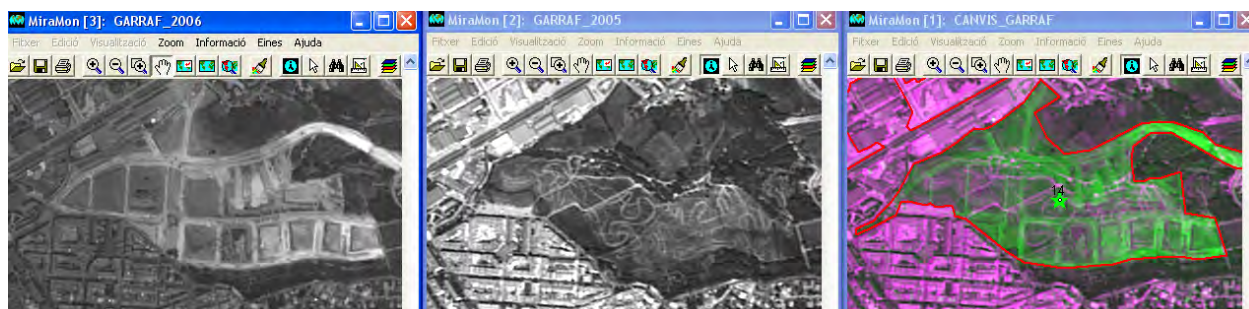 MiraMon [3]: GARRAF_2006
Fitxer Edició Visualització Zoom Informació Eines Ajuda
MiraMon [2]: GARRAF_2005
Fitxer Edició Visualització Zoom Informació Eines Ajuda
MiraMon [1]: CANVIS_GARRAF
Fitxer Edició Visualització Zoom Informació Eines Ajuda
14